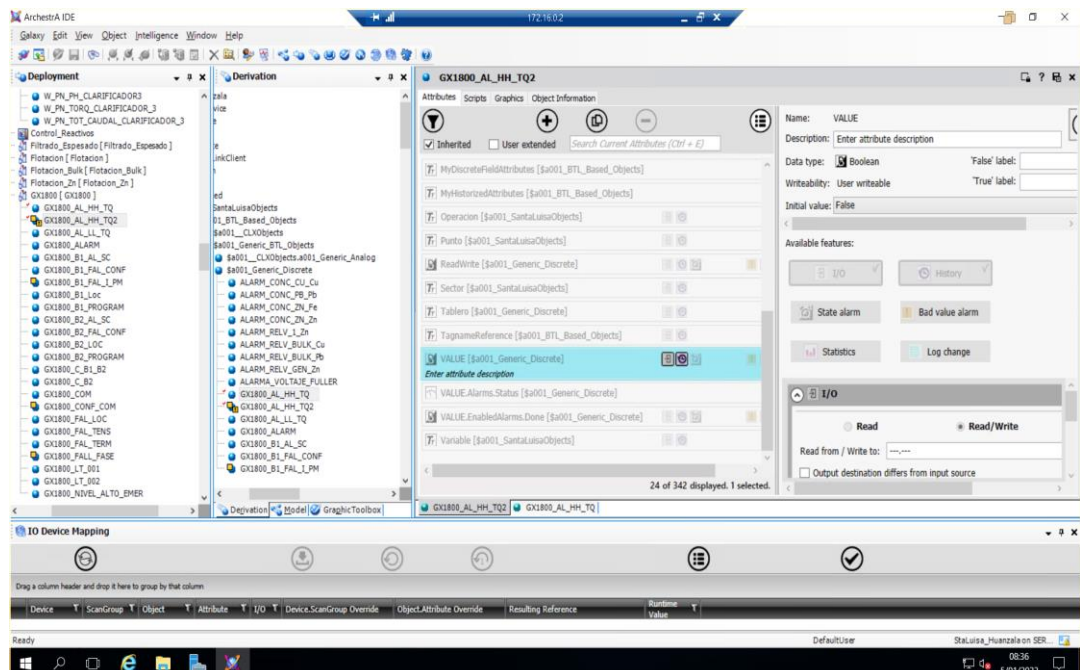 ArchestrA IDE
172.16.0.2
Galaxy Edit View Object Intelligence Window Help
Deployment
W_PN_PH_CLARIFICADOR3
W_PN_TORQ_CLARIFICADOR_3
W_PN_TOT_CAUDAL_CLARIFICADOR_3
Control_Reactivos
Filtrado_Espesado [ Filtrado_Espesado ]
Flotacion [ Flotacion ]
Flotacion_Bulk [ Flotacion_Bulk ]
Flotacion_Zn [ Flotacion_Zn ]
GX1800 [ GX1800 ]
GX1800_AL_HH_TQ
GX1800_AL_HH_TQ2
GX1800_AL_LL_TQ
GX1800_ALARM
GX1800_B1_AL_SC
GX1800_B1_FAL_CONF
GX1800_B1_FAL_I_PM
GX1800_B1_Loc
GX1800_B1_PROGRAM
GX1800_B2_AL_SC
GX1800_B2_FAL_CONF
GX1800_B2_LOC
GX1800_B2_PROGRAM
GX1800_C_B1_B2
GX1800_C_B2
GX1800_COM
GX1800_CONF_COM
GX1800_FAL_LOC
GX1800_FAL_TENS
GX1800_FAL_TERM
GX1800_FALL_FASE
GX1800_LT_001
GX1800_LT_002
GX1800_NIVEL_ALTO_EMER
Derivation
zala
vice
InkClient
ed
SantaLuisaObjects
01_BTL_Based_Objects
$a001__CLXObjects
$a001_Generic_BTL_Objects
$a001__CLXObjects.a001_Generic_Analog
$a001_Generic_Discrete
ALARM_CONC_CU_Cu
ALARM_CONC_PB_Pb
ALARM_CONC_ZN_Fe
ALARM_CONC_ZN_Zn
ALARM_RELV_1_Zn
ALARM_RELV_BULK_Cu
ALARM_RELV_BULK_Pb
ALARM_RELV_GEN_Zn
ALARMA_VOLTAJE_FULLER
GX1800_AL_HH_TQ
GX1800_AL_HH_TQ2
GX1800_AL_LL_TQ
GX1800_ALARM
GX1800_B1_AL_SC
GX1800_B1_FAL_CONF
GX1800_B1_FAL_I_PM
Derivation Model GraphicToolbox
GX1800_AL_HH_TQ2
Attributes Scripts Graphics Object Information
Inherited User extended Search Current Attributes (Ctrl + E)
MyDiscreteFieldAttributes [$a001_BTL_Based_Objects]
MyHistorizedAttributes [$a001_BTL_Based_Objects]
Operacion [$a001_SantaLuisaObjects]
Punto [$a001_SantaLuisaObjects]
ReadWrite [$a001_Generic_Discrete]
Sector [$a001_SantaLuisaObjects]
Tablero [$a001_Generic_Discrete]
TagnameReference [$a001_BTL_Based_Objects]
VALUE [$a001_Generic_Discrete]
Enter attribute description
VALUE.Alarms.Status [$a001_Generic_Discrete]
VALUE.EnabledAlarms.Done [$a001_Generic_Discrete]
Variable [$a001_SantaLuisaObjects]
24 of 342 displayed. 1 selected.
GX1800_AL_HH_TQ2 GX1800_AL_HH_TQ
Name: VALUE
Description: Enter attribute description
Data type: Boolean 'False' label:
Writeability: User writeable 'True' label:
Initial value: False
Available features:
I/O History
State alarm Bad value alarm
Statistics Log change
I/O
Read Read/Write
Read from / Write to: ---.---
Output destination differs from input source
IO Device Mapping
Drag a column header and drop it here to group by that column
Device ScanGroup Object Attribute I/O Device.ScanGroup Override Object.Attribute Override Resulting Reference Runtime Value
Ready DefaultUser StaLuisa_Huanzala on SER...
08:36